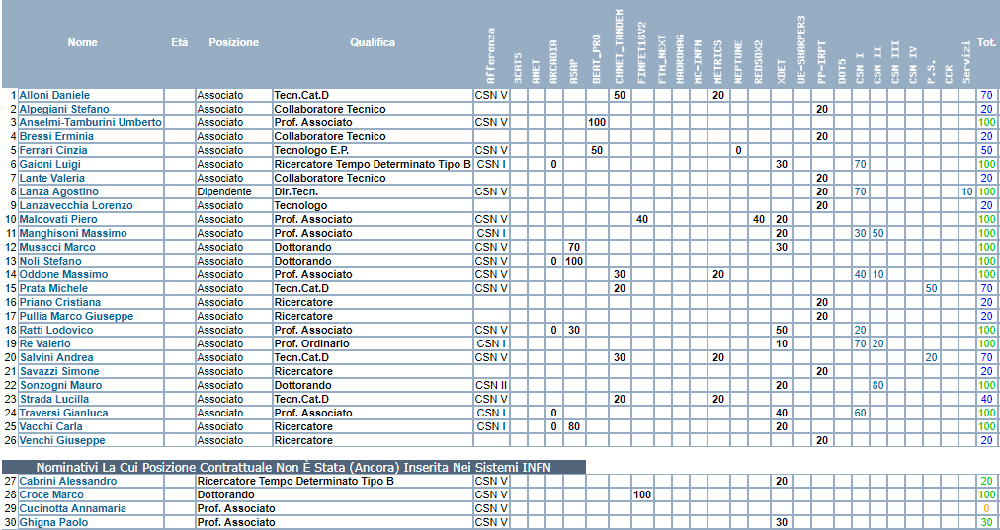 Nome Età Posizione Qualifica Afferenza 3CATS ANET ARCADIA ASAP BEAT_PRO CHNET_TANDEM FINFET16V2 FTM_NEXT HADROMAG MC-INFN METRICS NEPTUNE REDSOX2 XDET UE-SHARPER3 PP-IRPT DOT5 CSN I CSN II CSN III CSN IV P.S. CCR Servizi Tot.
1 Alloni Daniele Associato Tecn.Cat.D CSN V 50 20 70
2 Alpegiani Stefano Associato Collaboratore Tecnico 20 20
3 Anselmi-Tamburini Umberto Associato Prof. Associato CSN V 100 100
4 Bressi Erminia Associato Collaboratore Tecnico 20 20
5 Ferrari Cinzia Associato Tecnologo E.P. CSN V 50 0 50
6 Gaioni Luigi Associato Ricercatore Tempo Determinato Tipo B CSN I 0 30 70 100
7 Lante Valeria Associato Collaboratore Tecnico 20 20
8 Lanza Agostino Dipendente Dir.Tecn. CSN V 20 70 10 100
9 Lanzavecchia Lorenzo Associato Tecnologo 20 20
10 Malcovati Piero Associato Prof. Associato CSN V 40 40 20 100
11 Manghisoni Massimo Associato Prof. Associato CSN I 20 30 50 100
12 Musacci Marco Associato Dottorando CSN V 70 30 100
13 Noli Stefano Associato Dottorando CSN V 0 100 100
14 Oddone Massimo Associato Prof. Associato CSN V 30 20 40 10 100
15 Prata Michele Associato Tecn.Cat.D CSN V 20 50 70
16 Priano Cristiana Associato Ricercatore 20 20
17 Pullia Marco Giuseppe Associato Ricercatore 20 20
18 Ratti Lodovico Associato Prof. Associato CSN V 0 30 50 20 100
19 Re Valerio Associato Prof. Ordinario CSN I 10 70 20 100
20 Salvini Andrea Associato Tecn.Cat.D CSN V 30 20 20 70
21 Savazzi Simone Associato Ricercatore 20 20
22 Sonzogni Mauro Associato Dottorando CSN II 20 80 100
23 Strada Lucilla Associato Tecn.Cat.D CSN V 20 20 40
24 Traversi Gianluca Associato Prof. Associato CSN I 0 40 60 100
25 Vacchi Carla Associato Ricercatore CSN I 0 80 20 100
26 Venchi Giuseppe Associato Ricercatore 20 20
Nominativi La Cui Posizione Contrattuale Non È Stata (Ancora) Inserita Nei Sistemi INFN
27 Cabrini Alessandro Ricercatore Tempo Determinato Tipo B CSN V 20 20
28 Croce Marco Dottorando CSN V 100 100
29 Cucinotta Annamaria Prof. Associato CSN V 0
30 Ghigna Paolo Prof. Associato CSN V 30 30